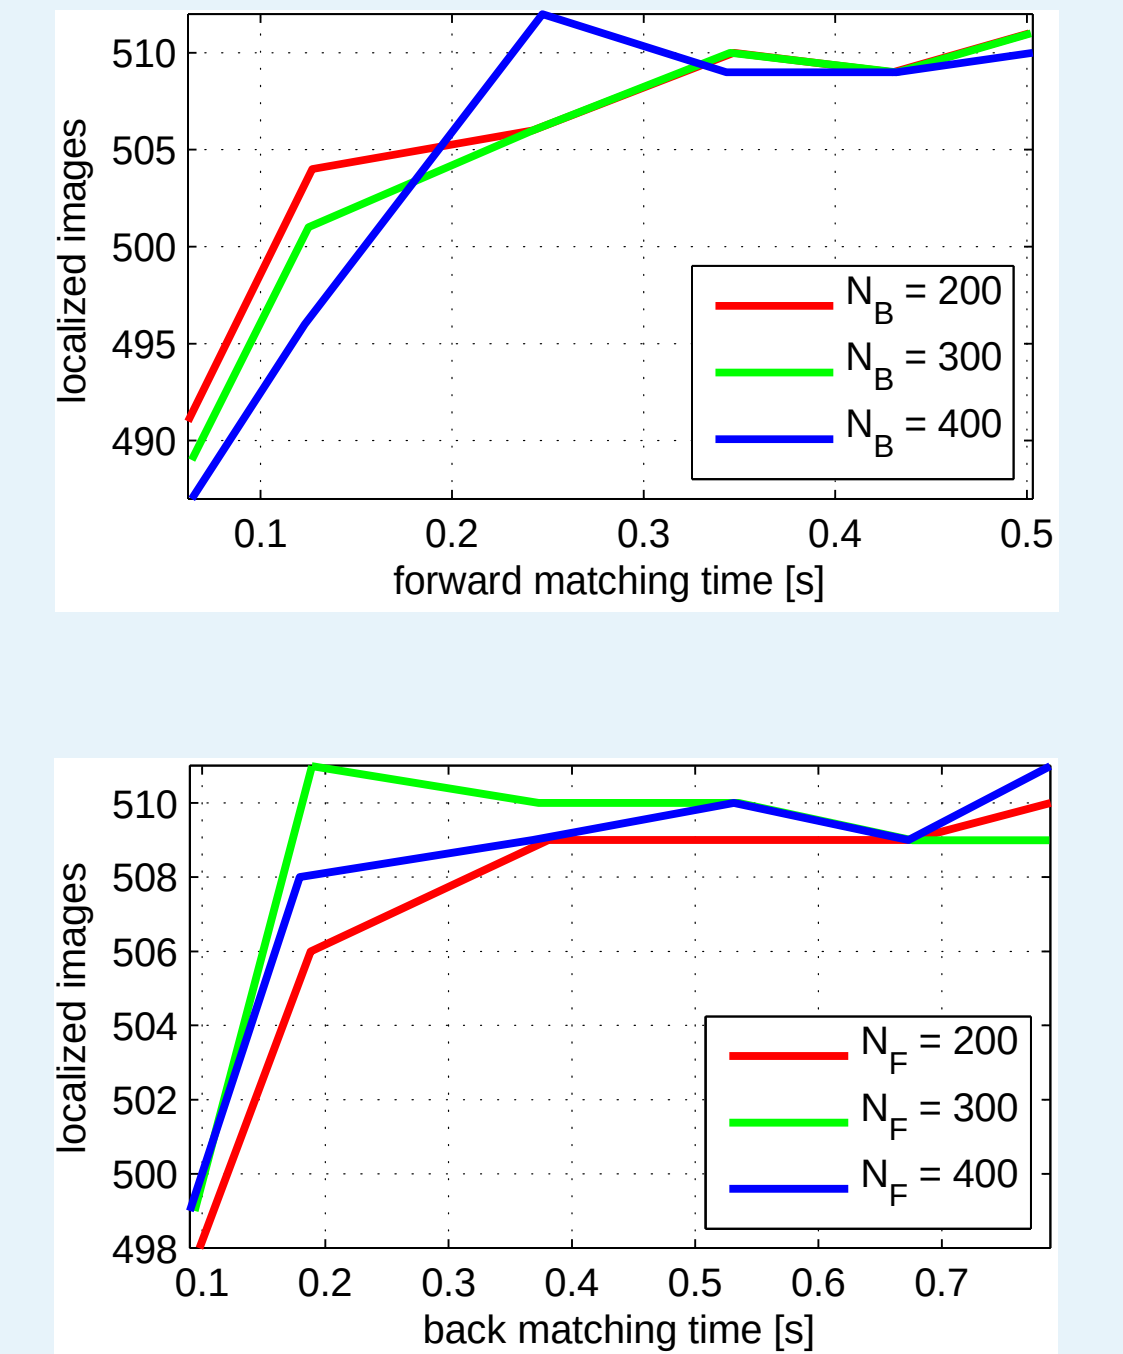 510
505
500
495
490
localized images
N_B = 200
N_B = 300
N_B = 400
0.1 0.2 0.3 0.4 0.5
forward matching time [s]
510
508
506
504
502
500
498
localized images
N_F = 200
N_F = 300
N_F = 400
0.1 0.2 0.3 0.4 0.5 0.6 0.7
back matching time [s]